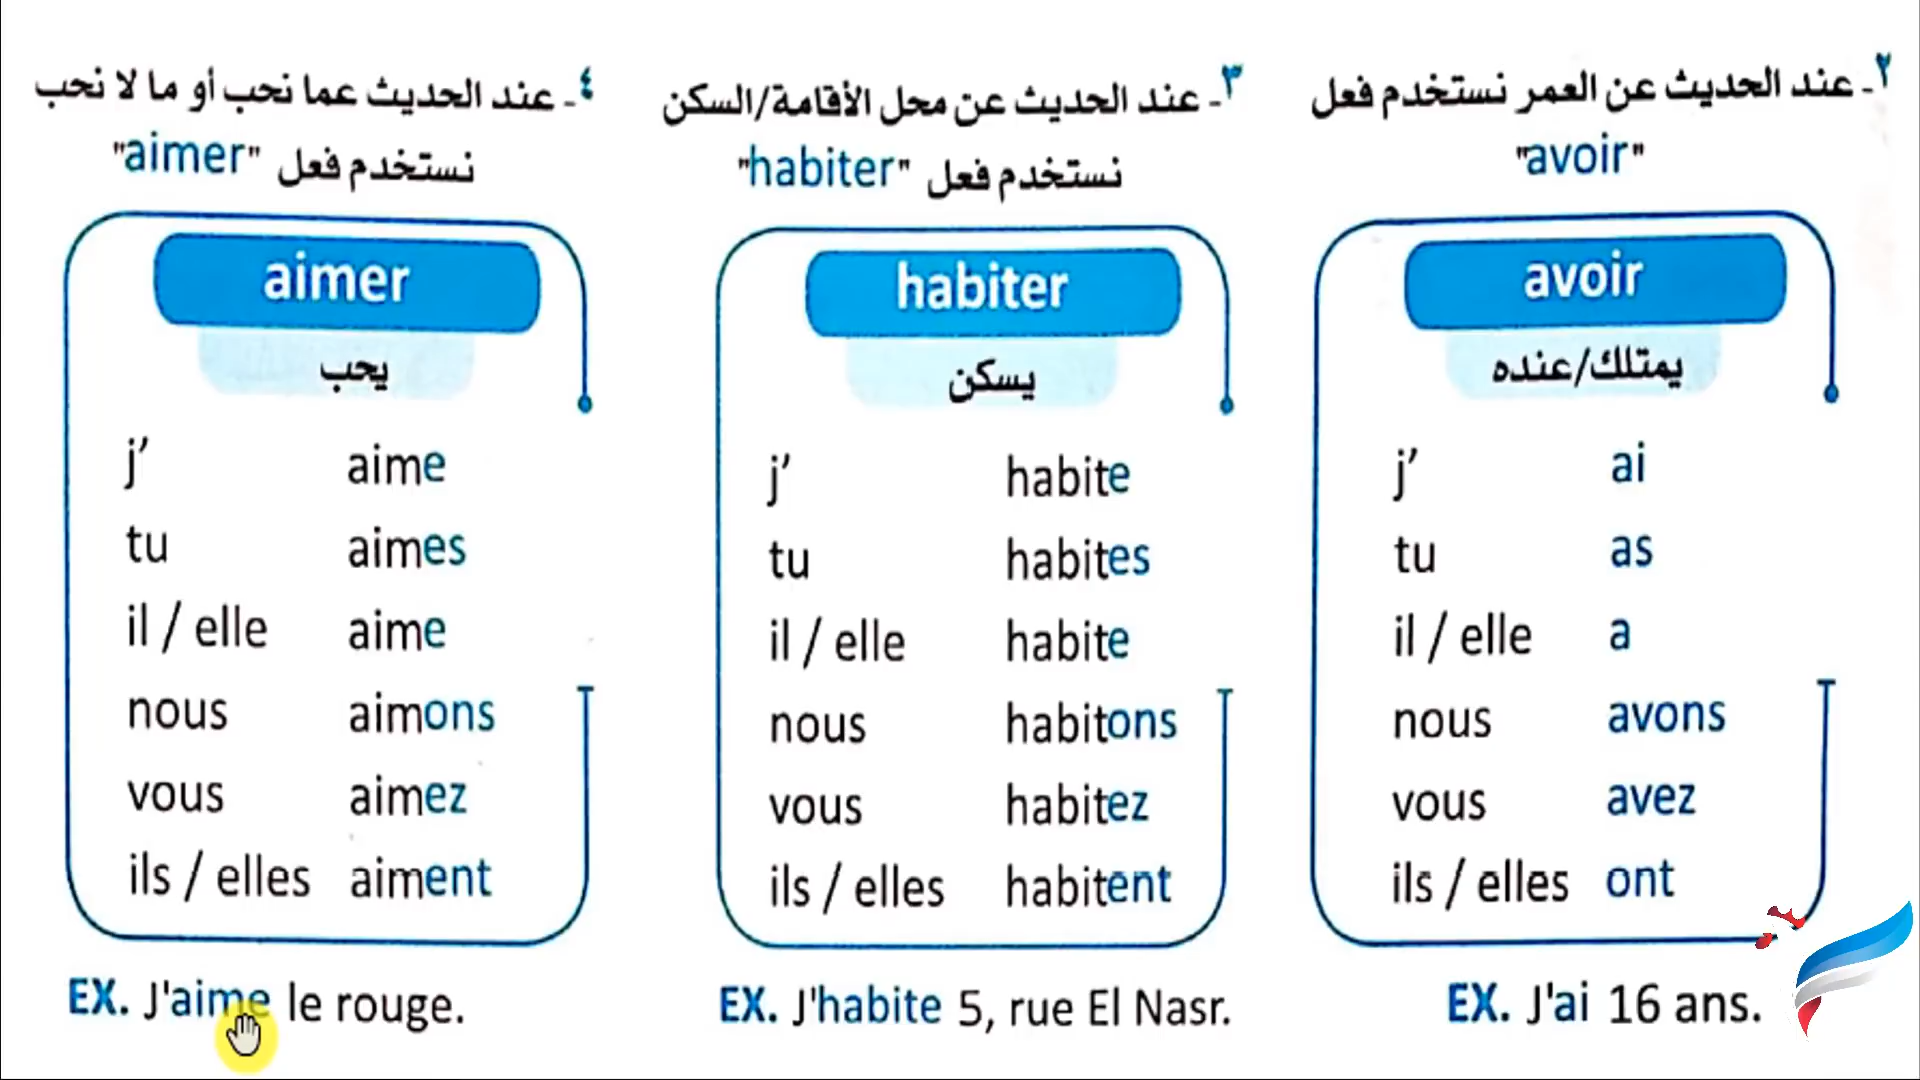 ٢ـ عند الحديث عن العمر نستخدم فعل
"avoir"
avoir
يمتلك/عنده
j’ ai
tu as
il / elle a
nous avons
vous avez
ils / elles ont
EX. J'ai 16 ans.
٣ـ عند الحديث عن محل الأقامة/السكن
نستخدم فعل "habiter"
habiter
يسكن
j’ habite
tu habites
il / elle habite
nous habitons
vous habitez
ils / elles habitent
EX. J'habite 5, rue El Nasr.
٤ـ عند الحديث عما نحب أو ما لا نحب
نستخدم فعل "aimer"
aimer
يحب
j’ aime
tu aimes
il / elle aime
nous aimons
vous aimez
ils / elles aiment
EX. J'aime le rouge.